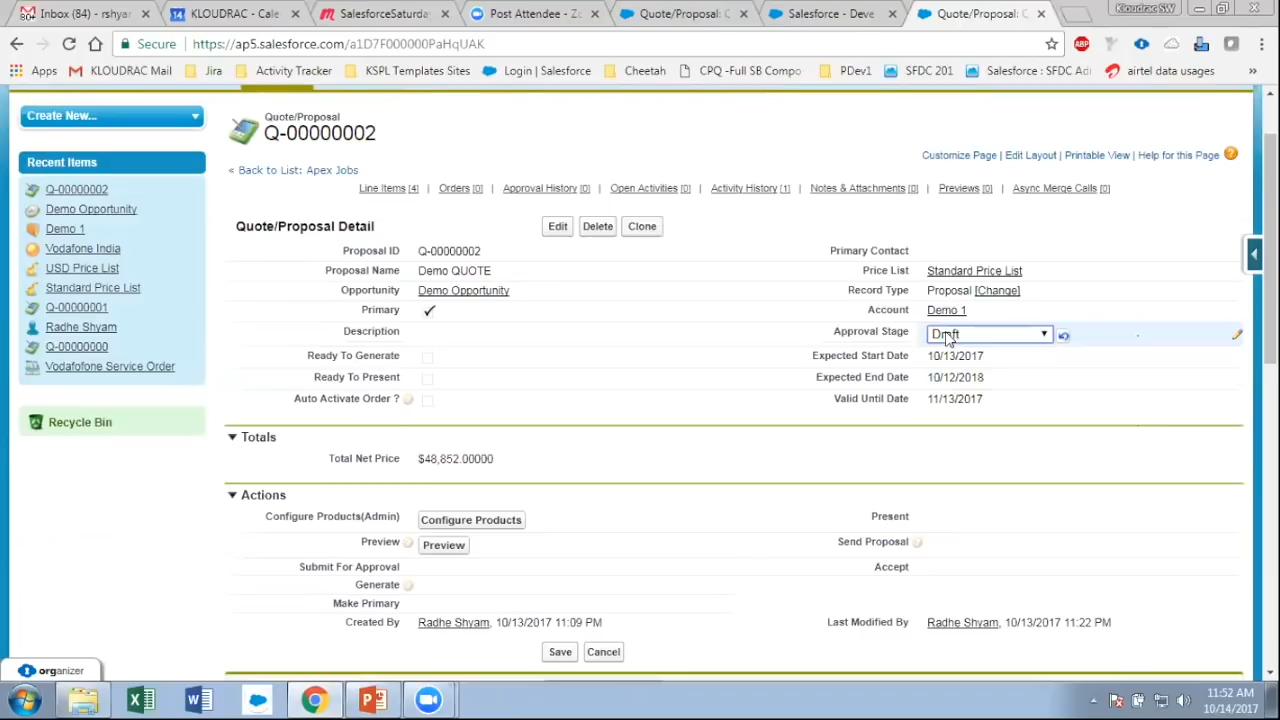 Inbox (84) - rshyar
KLOUDRAC - Cale
SalesforceSaturday
Post Attendee - Zo
Quote/Proposal: C
Salesforce - Deve
Quote/Proposal: C
Kloudrac SW
Secure
https://ap5.salesforce.com/a1D7F000000PaHqUAK
Apps
KLOUDRAC Mail
Jira
Activity Tracker
KSPL Templates Sites
Login | Salesforce
Cheetah
CPQ -Full SB Compo
PDev1
SFDC 201
Salesforce : SFDC Adi
airtel data usages
»
Create New...
Quote/Proposal
Q-00000002
Recent Items
Customize Page | Edit Layout | Printable View | Help for this Page
« Back to List: Apex Jobs
Q-00000002
Demo Opportunity
Demo 1
Vodafone India
USD Price List
Standard Price List
Q-00000001
Radhe Shyam
Q-00000000
Vodafofone Service Order
Recycle Bin
Line Items [4] | Orders [0] | Approval History [0] | Open Activities [0] | Activity History [1] | Notes & Attachments [0] | Previews [0] | Async Merge Calls [0]
Quote/Proposal Detail
Edit Delete Clone
Proposal ID Q-00000002 Primary Contact
Proposal Name Demo QUOTE Price List Standard Price List
Opportunity Demo Opportunity Record Type Proposal [Change]
Primary Account Demo 1
Description Approval Stage Draft
Ready To Generate Expected Start Date 10/13/2017
Ready To Present Expected End Date 10/12/2018
Auto Activate Order ? Valid Until Date 11/13/2017
Totals
Total Net Price $48,852.00000
Actions
Configure Products(Admin) Configure Products Present
Preview Preview Send Proposal
Submit For Approval Accept
Generate
Make Primary
Created By Radhe Shyam, 10/13/2017 11:09 PM Last Modified By Radhe Shyam, 10/13/2017 11:22 PM
Save Cancel
organizer
11:52 AM
10/14/2017